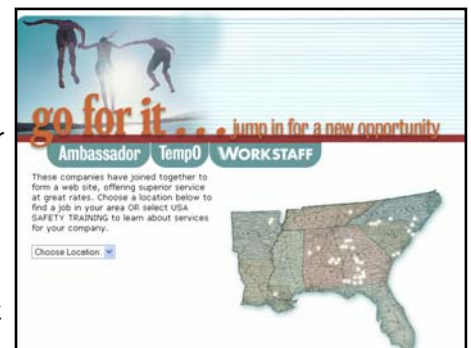 go for it . . . jump in for a new opportunity
Ambassador TempO WORKSTAFF
These companies have joined together to
form a web site, offering superior service
at great rates. Choose a location below to
find a job in your area OR select USA
SAFETY TRAINING to learn about services
for your company.
Choose Location: